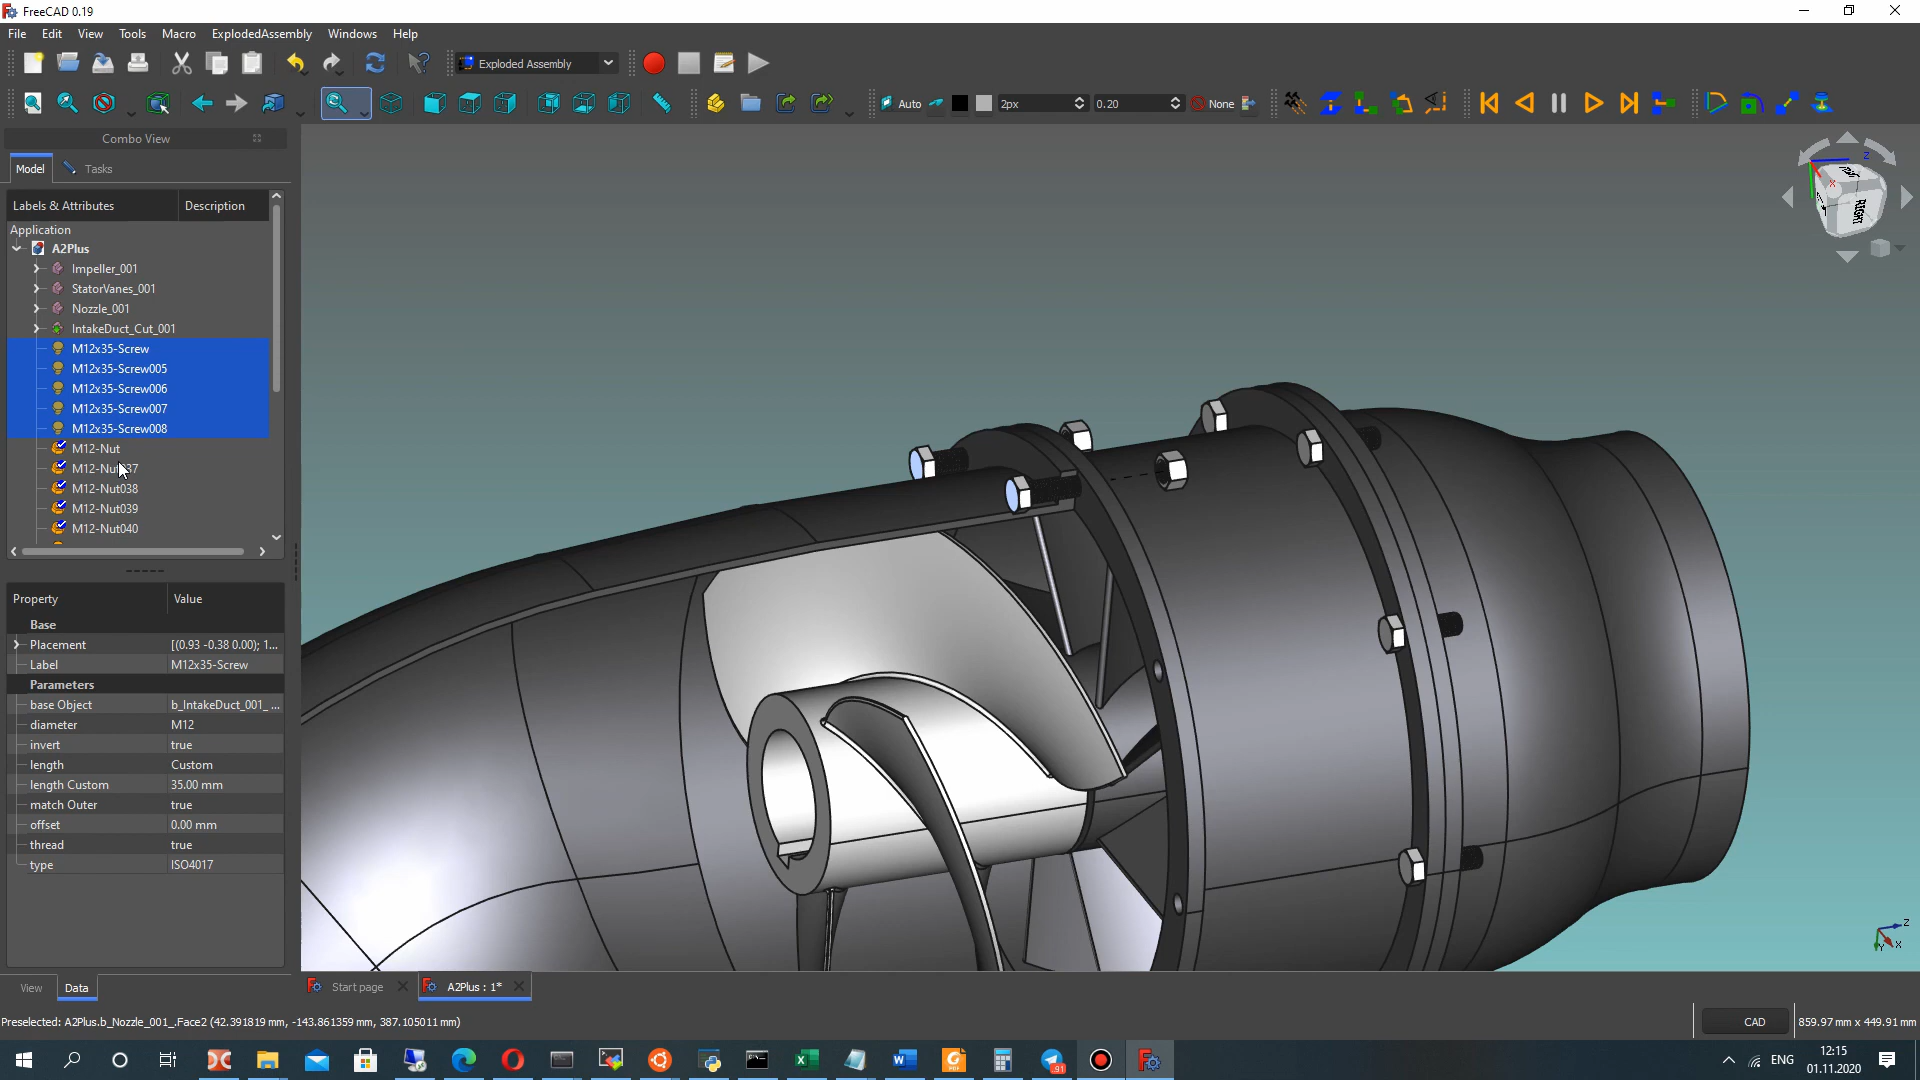 FreeCAD 0.19
File Edit View Tools Macro ExplodedAssembly Windows Help
Exploded Assembly
Auto 2px 0.20 None
Combo View
Model Tasks
Labels & Attributes Description
Application
A2Plus
Impeller_001
StatorVanes_001
Nozzle_001
IntakeDuct_Cut_001
M12x35-Screw
M12x35-Screw005
M12x35-Screw006
M12x35-Screw007
M12x35-Screw008
M12-Nut
M12-Nut037
M12-Nut038
M12-Nut039
M12-Nut040
Property Value
Base
Placement [(0.93 -0.38 0.00); 1...
Label M12x35-Screw
Parameters
base Object b_IntakeDuct_001_...
diameter M12
invert true
length Custom
length Custom 35.00 mm
match Outer true
offset 0.00 mm
thread true
type ISO4017
View Data
Z
X
RIGHT
Z
Y X
Start page A2Plus : 1*
Preselected: A2Plus.b_Nozzle_001_.Face2 (42.391819 mm, -143.861359 mm, 387.105011 mm)
CAD 859.97 mm x 449.91 mm
91
ENG
12:15
01.11.2020